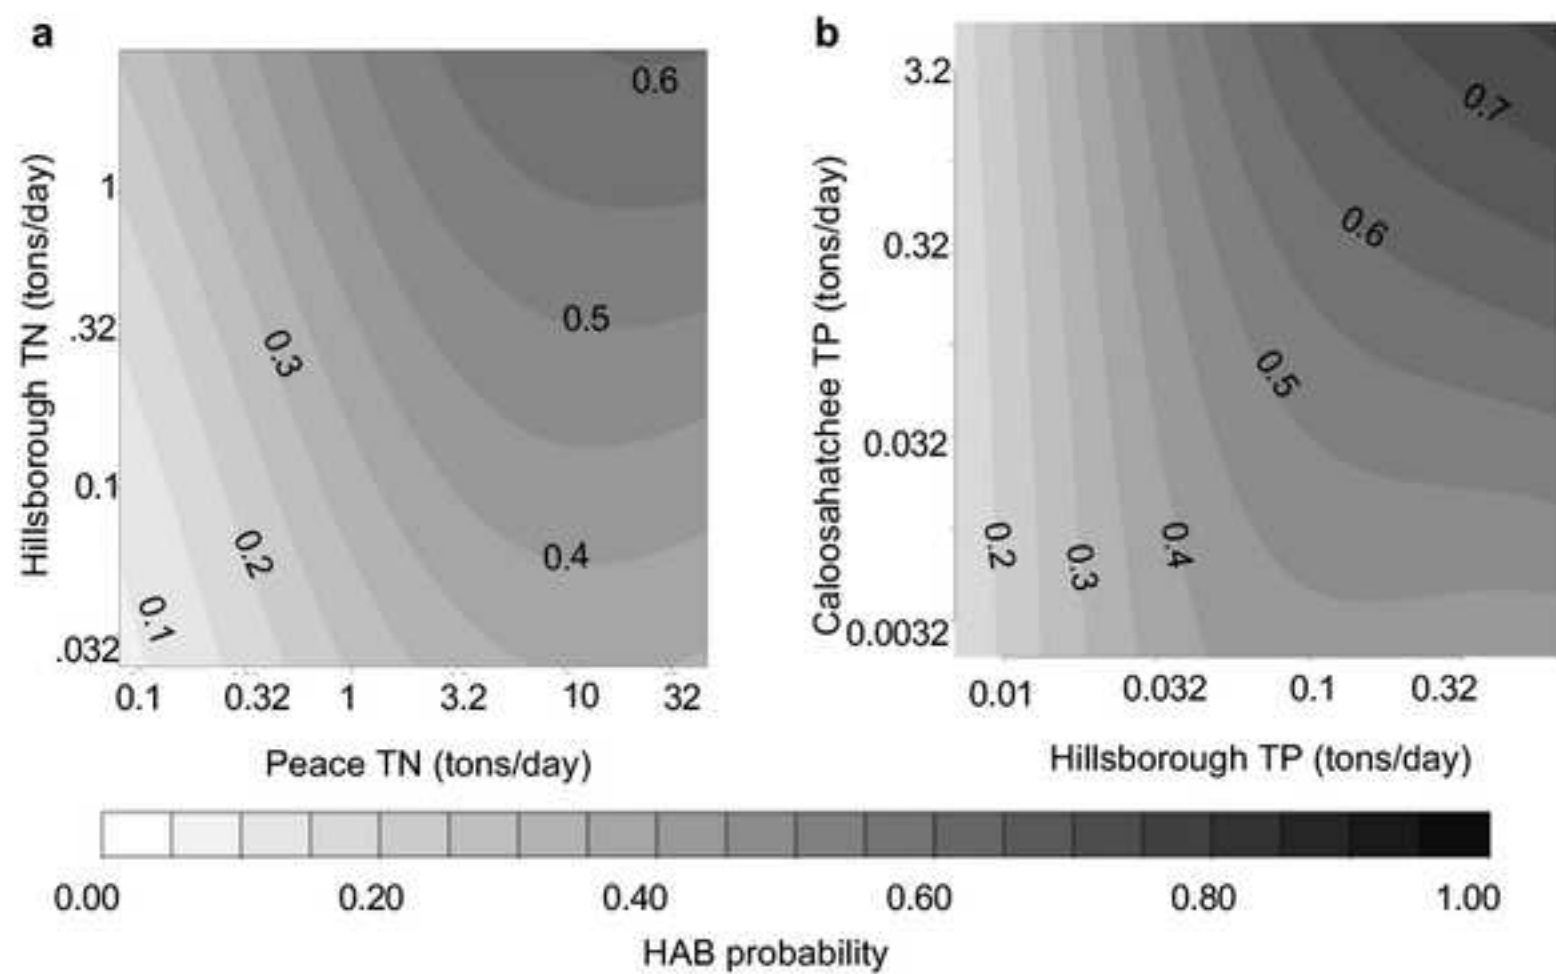 a
b
0.6
3.2
0.7
1
0.6
0.32
0.5
.32
0.3
0.5
0.032
0.1
0.2
0.4
0.2
0.3
0.4
0.1
.032
0.0032
Hillsborough TN (tons/day)
Caloosahatchee TP (tons/day)
0.1 0.32 1 3.2 10 32
0.01 0.032 0.1 0.32
Peace TN (tons/day)
Hillsborough TP (tons/day)
0.00 0.20 0.40 0.60 0.80 1.00
HAB probability